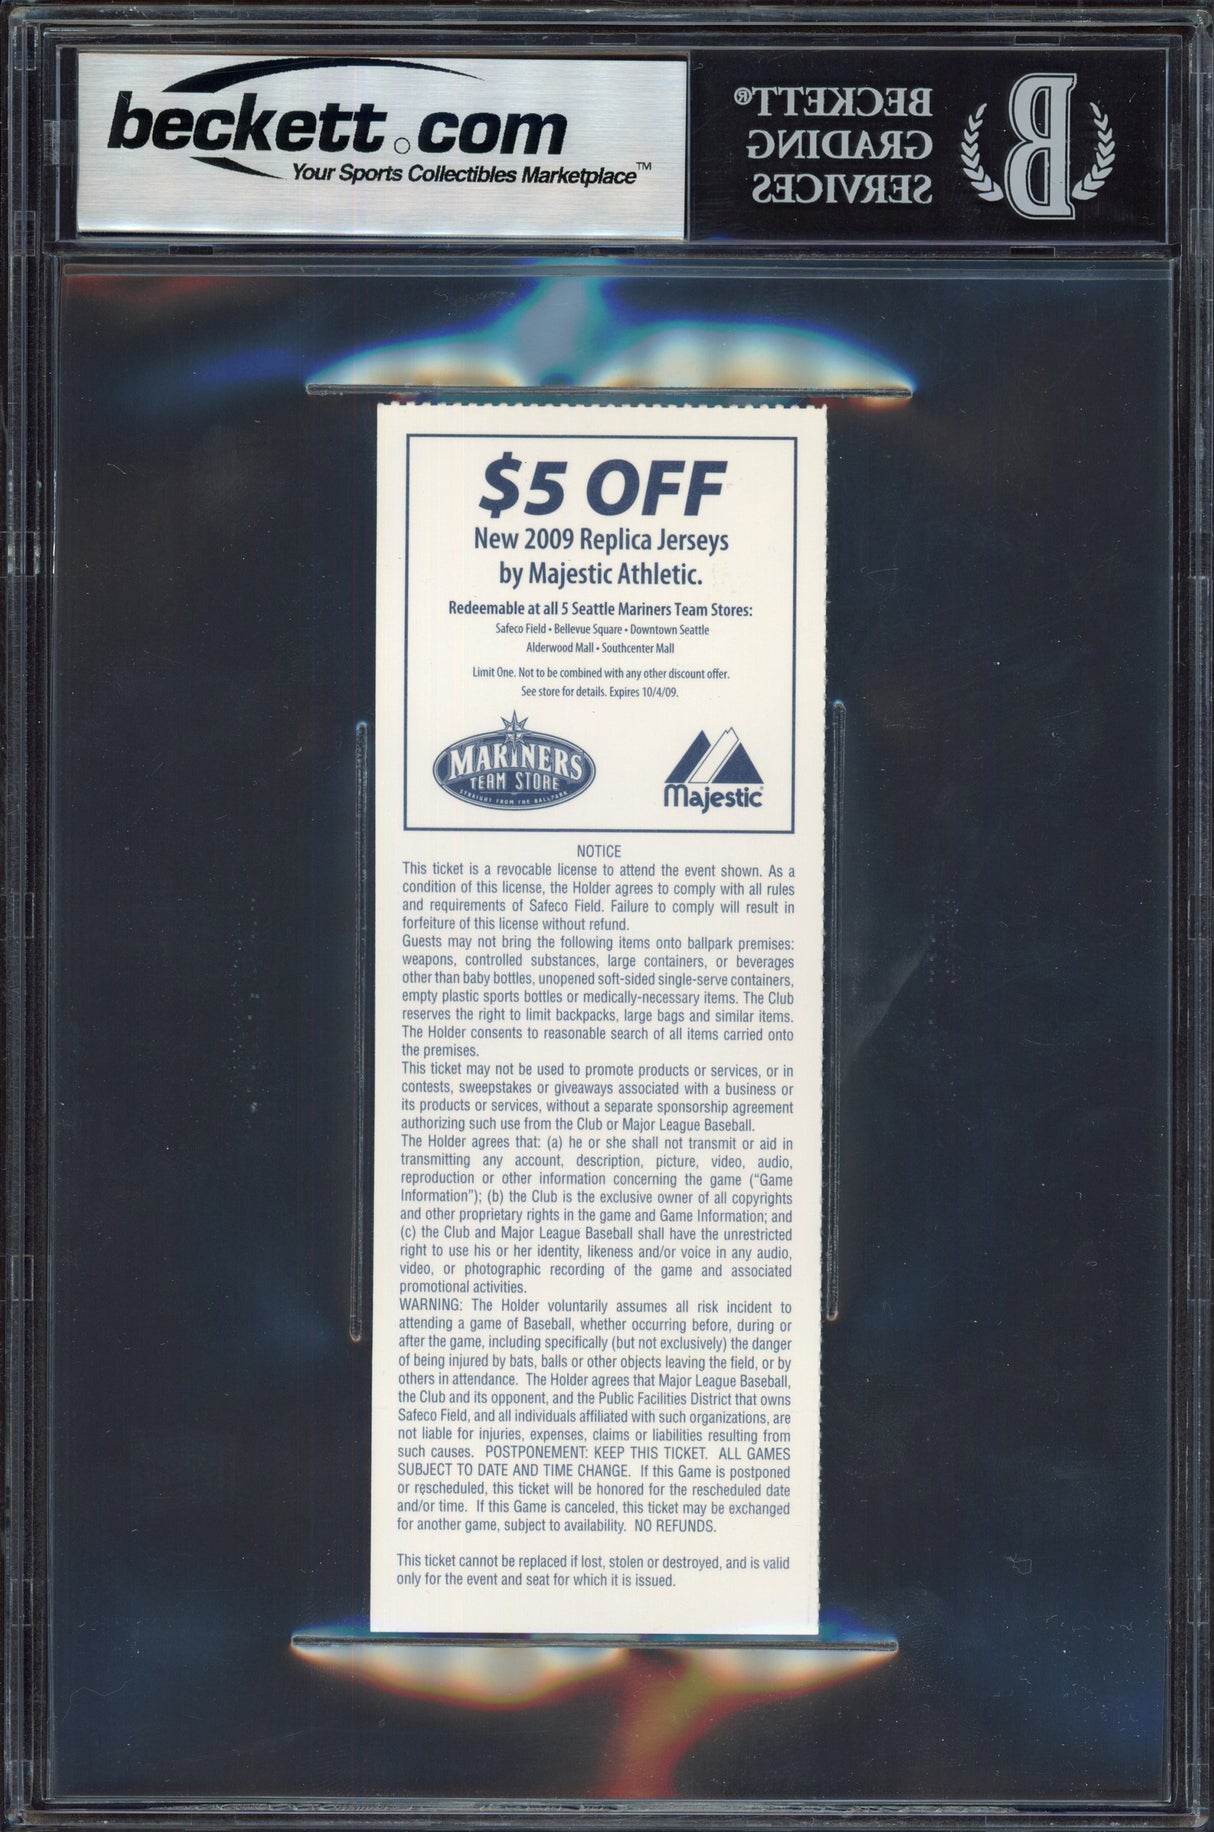 beckett.com
Your Sports Collectibles Marketplace™
BECKETT®
GRADING
SERVICES
B
$5 OFF
New 2009 Replica Jerseys
by Majestic Athletic.
Redeemable at all 5 Seattle Mariners Team Stores:
Safeco Field • Bellevue Square • Downtown Seattle
Alderwood Mall • Southcenter Mall
Limit One. Not to be combined with any other discount offer.
See store for details. Expires 10/4/09.
MARINERS
TEAM STORE
STRAIGHT FROM THE BALLPARK
Majestic
NOTICE
This ticket is a revocable license to attend the event shown. As a
condition of this license, the Holder agrees to comply with all rules
and requirements of Safeco Field. Failure to comply will result in
forfeiture of this license without refund.
Guests may not bring the following items onto ballpark premises:
weapons, controlled substances, large containers, or beverages
other than baby bottles, unopened soft-sided single-serve containers,
empty plastic sports bottles or medically-necessary items. The Club
reserves the right to limit backpacks, large bags and similar items.
The Holder consents to reasonable search of all items carried onto
the premises.
This ticket may not be used to promote products or services, or in
contests, sweepstakes or giveaways associated with a business or
its products or services, without a separate sponsorship agreement
authorizing such use from the Club or Major League Baseball.
The Holder agrees that: (a) he or she shall not transmit or aid in
transmitting any account, description, picture, video, audio,
reproduction or other information concerning the game (“Game
Information”); (b) the Club is the exclusive owner of all copyrights
and other proprietary rights in the game and Game Information; and
(c) the Club and Major League Baseball shall have the unrestricted
right to use his or her identity, likeness and/or voice in any audio,
video, or photographic recording of the game and associated
promotional activities.
WARNING: The Holder voluntarily assumes all risk incident to
attending a game of Baseball, whether occurring before, during or
after the game, including specifically (but not exclusively) the danger
of being injured by bats, balls or other objects leaving the field, or by
others in attendance. The Holder agrees that Major League Baseball,
the Club and its opponent, and the Public Facilities District that owns
Safeco Field, and all individuals affiliated with such organizations, are
not liable for injuries, expenses, claims or liabilities resulting from
such causes. POSTPONEMENT: KEEP THIS TICKET. ALL GAMES
SUBJECT TO DATE AND TIME CHANGE. If this Game is postponed
or rescheduled, this ticket will be honored for the rescheduled date
and/or time. If this Game is canceled, this ticket may be exchanged
for another game, subject to availability. NO REFUNDS.
This ticket cannot be replaced if lost, stolen or destroyed, and is valid
only for the event and seat for which it is issued.